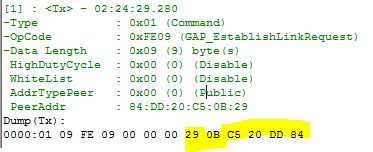 [1] : <Tx> - 02:24:29.280
-Type : 0x01 (Command)
-OpCode : 0xFE09 (GAP_EstablishLinkRequest)
-Data Length : 0x09 (9) byte(s)
HighDutyCycle : 0x00 (0) (Disable)
WhiteList : 0x00 (0) (Disable)
AddrTypePeer : 0x00 (0) (Public)
PeerAddr : 84:DD:20:C5:0B:29
Dump(Tx):
0000:01 09 FE 09 00 00 00 29 0B C5 20 DD 84